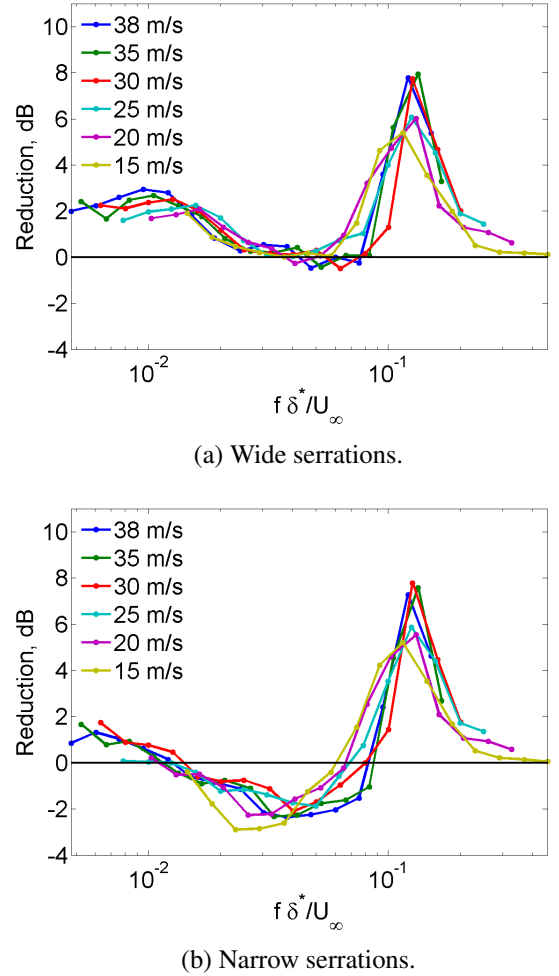 10
8
6
4
2
0
-2
-4
Reduction, dB
38 m/s
35 m/s
30 m/s
25 m/s
20 m/s
15 m/s
10⁻²
10⁻¹
f δ*/U∞
(a) Wide serrations.
10
8
6
4
2
0
-2
-4
Reduction, dB
38 m/s
35 m/s
30 m/s
25 m/s
20 m/s
15 m/s
10⁻²
10⁻¹
f δ*/U∞
(b) Narrow serrations.